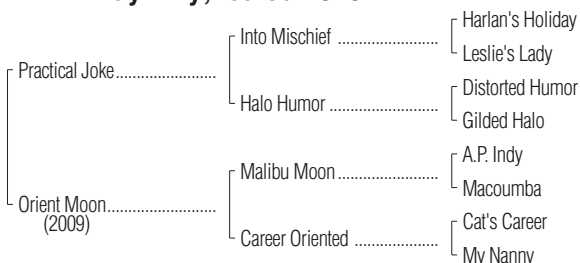 Harlan's Holiday
Into Mischief ........................
Leslie's Lady
Practical Joke.......................
Distorted Humor
Halo Humor .........................
Gilded Halo
A.P. Indy
Malibu Moon........................
Macoumba
Orient Moon.........................
(2009)
Cat's Career
Career Oriented ...................
My Nanny